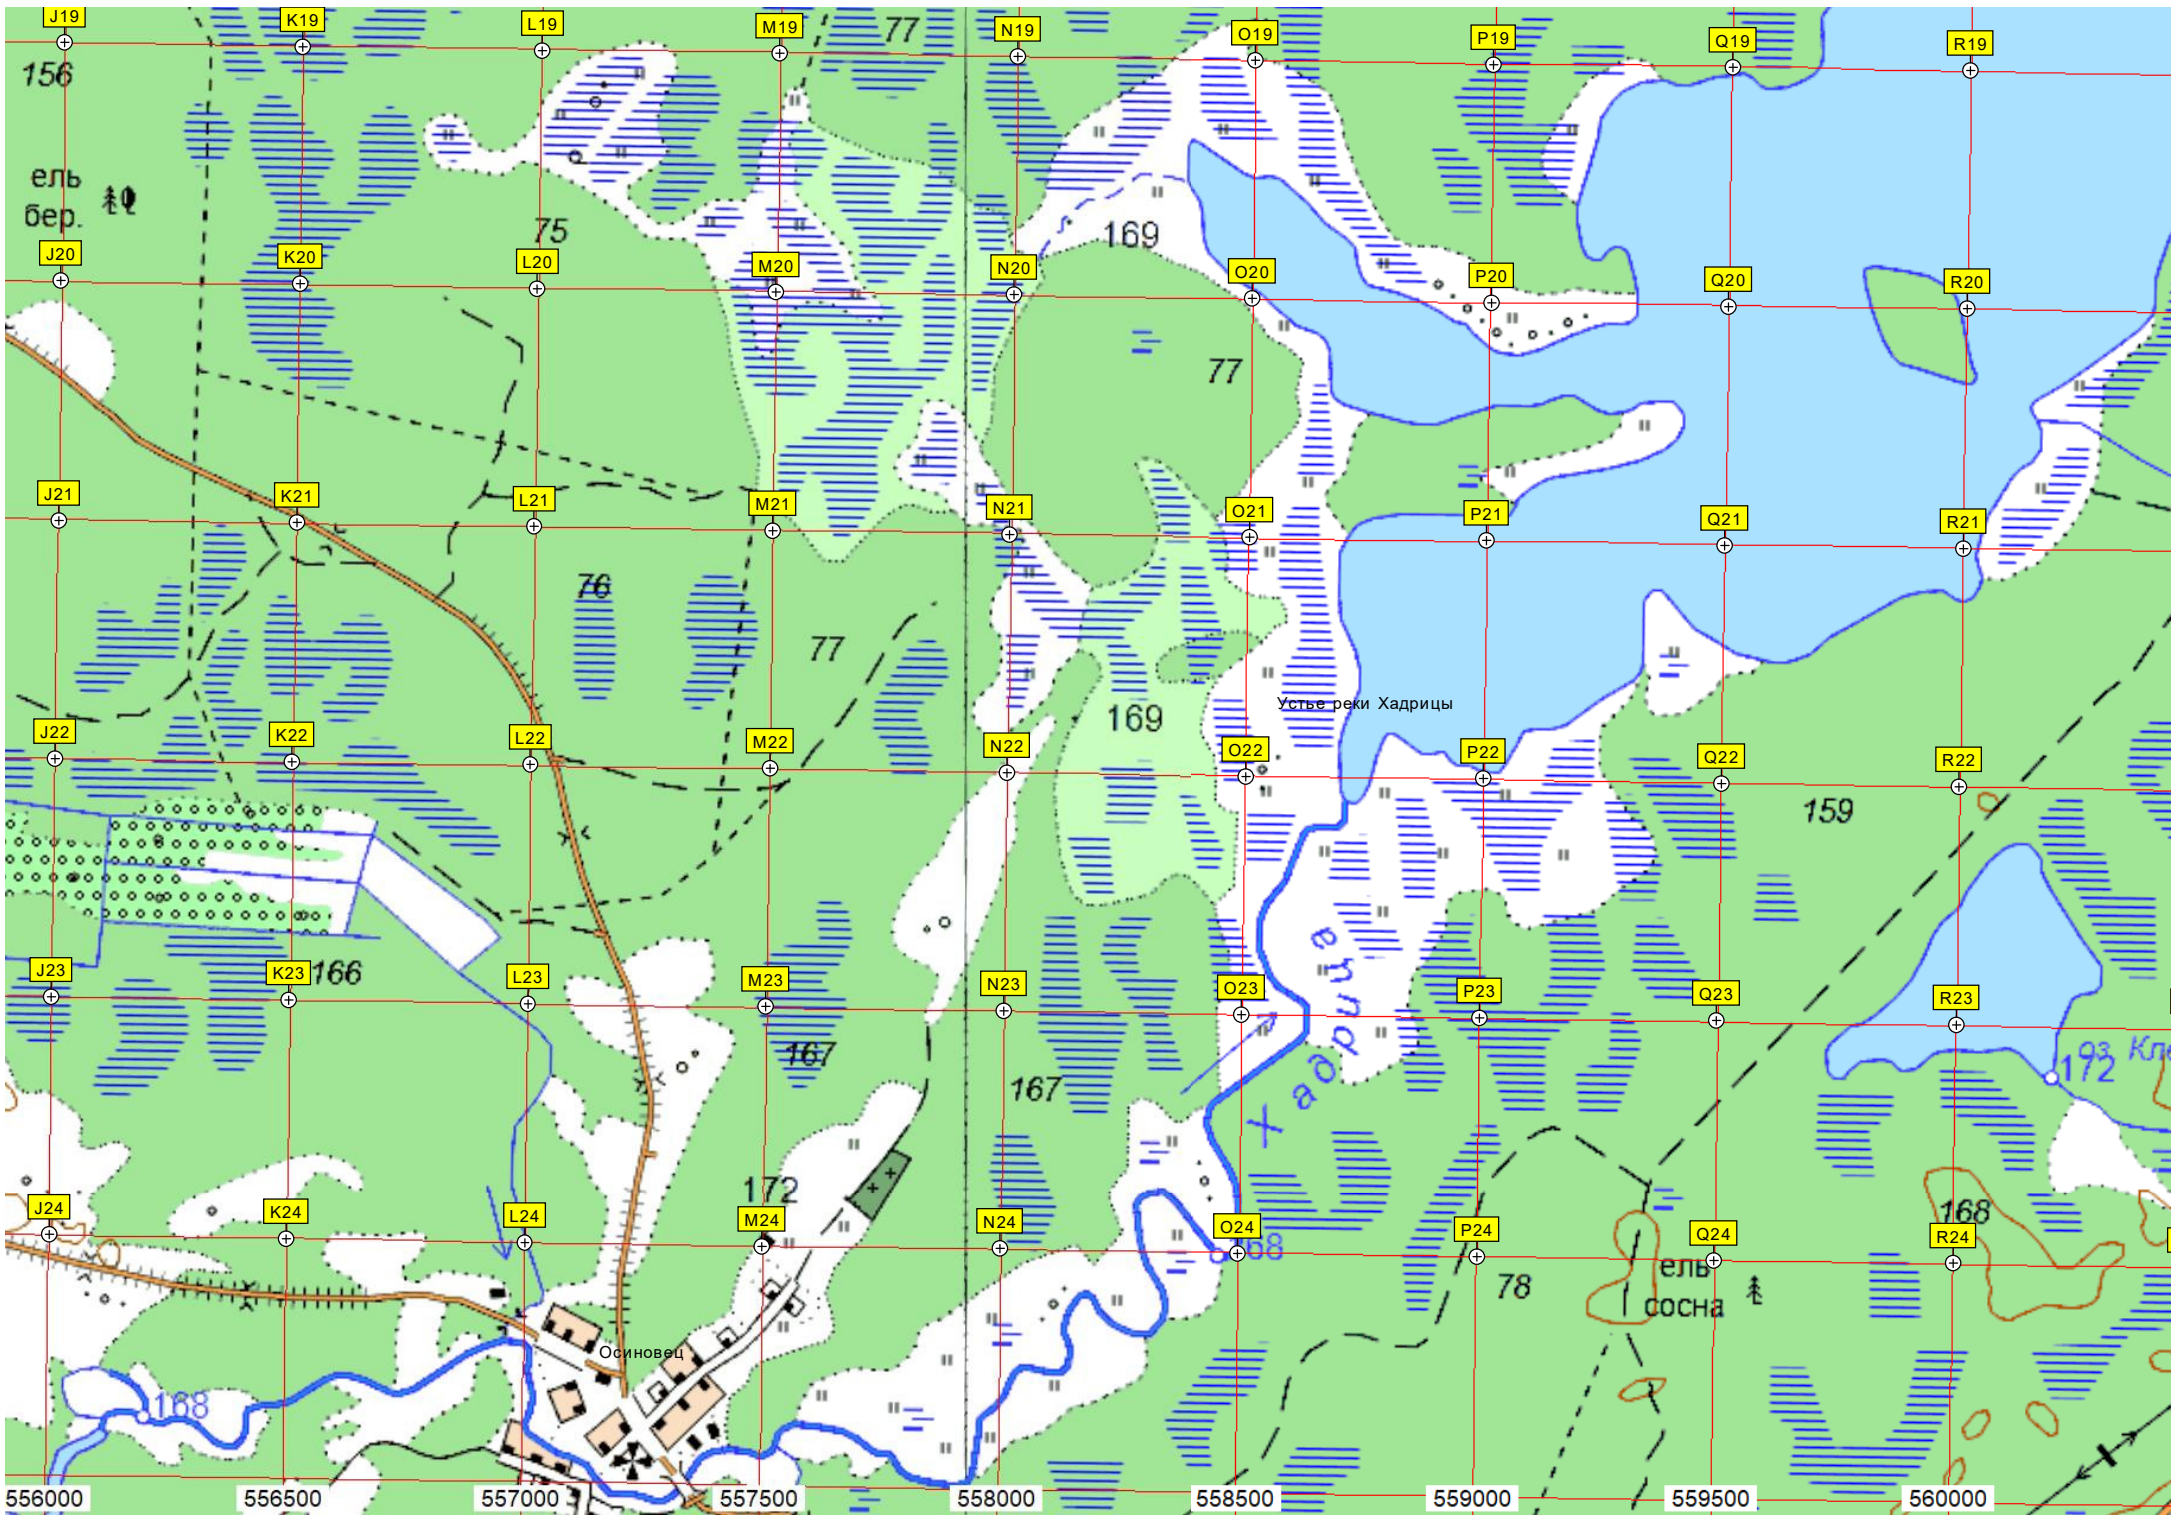 J19 K19 L19 M19 77 N19 O19 P19 Q19 R19
156
ель
бер.
75 169
J20 K20 L20 M20 N20 O20 P20 Q20 R20
77
J21 K21 L21 M21 N21 O21 P21 Q21 R21
76
77
Устье реки Хадрицы
169
J22 K22 L22 M22 N22 O22 P22 Q22 R22
159
J23 K23 166 L23 M23 N23 O23 P23 Q23 R23
Хадрица
167
167
оз Кле
172
172
168
J24 K24 L24 M24 N24 O24 P24 Q24 R24
68
ель
сосна
78
Осиновец
168
556000 556500 557000 557500 558000 558500 559000 559500 560000